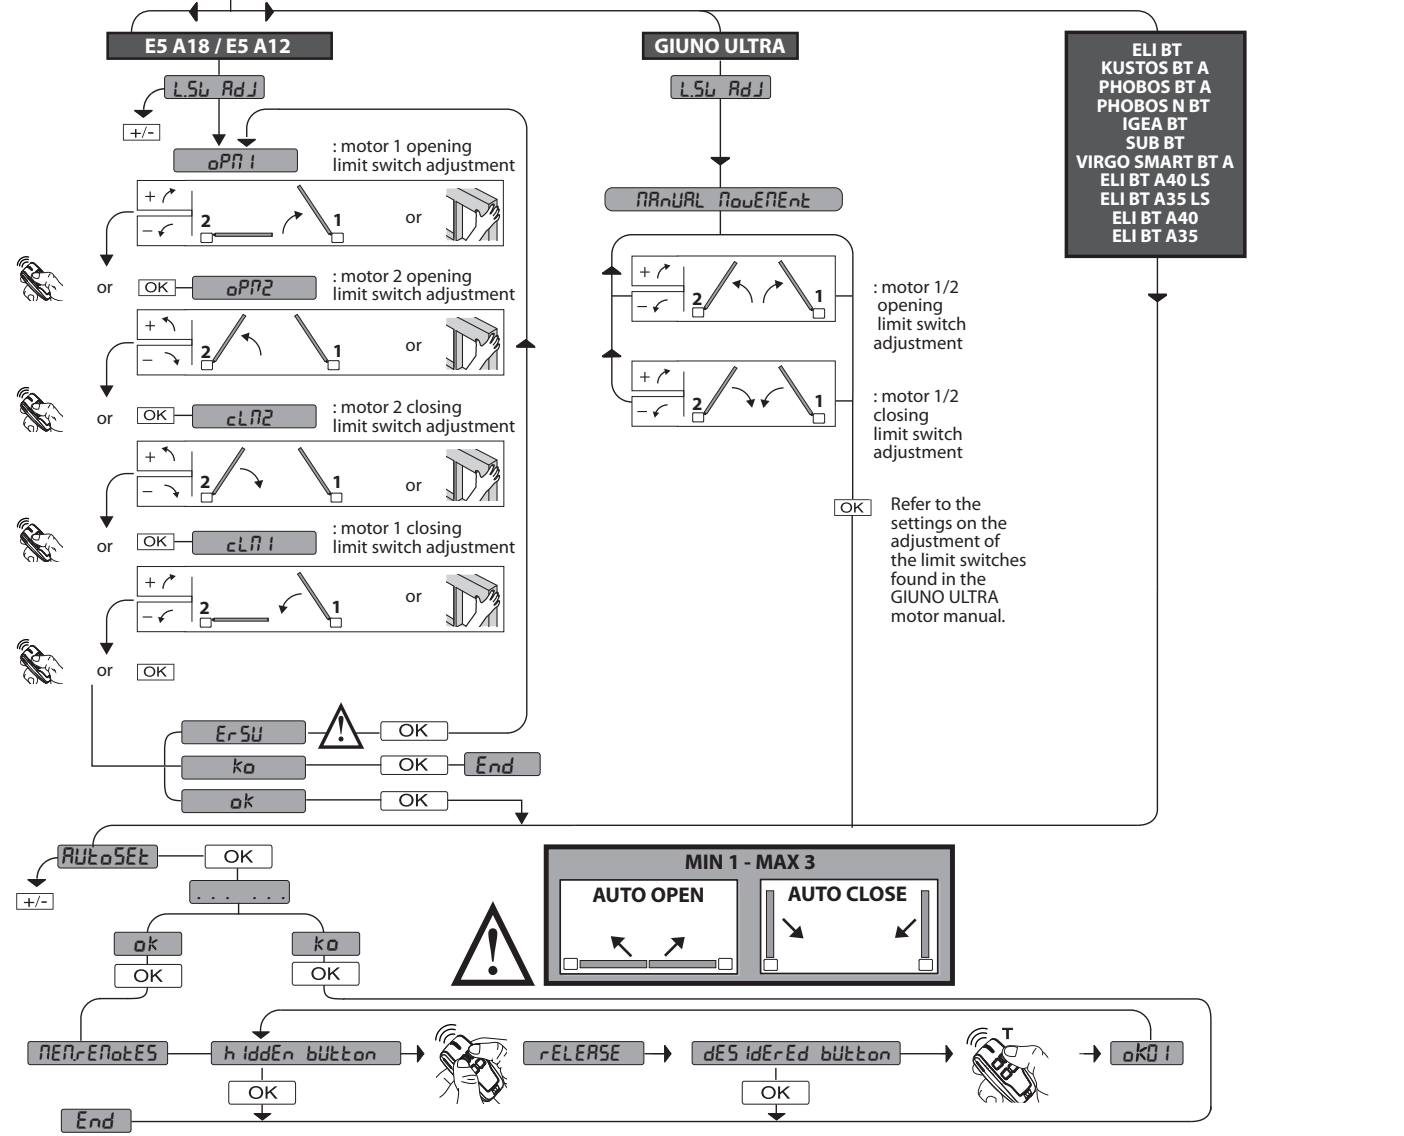 E5 A18 / E5 A12
L.SW ADJ
+/-
oPM1
: motor 1 opening
limit switch adjustment
+
−
2
1
or
or
OK
oPM2
: motor 2 opening
limit switch adjustment
+
−
2
1
or
or
OK
cLM2
: motor 2 closing
limit switch adjustment
+
−
2
1
or
or
OK
cLM1
: motor 1 closing
limit switch adjustment
+
−
2
1
or
or
OK
ErSW
!
OK
ko
OK
End
ok
OK
GIUNO ULTRA
L.SW ADJ
MAnUAL MovEMEnt
+
−
2
1
: motor 1/2
opening
limit switch
adjustment
+
−
2
1
: motor 1/2
closing
limit switch
adjustment
OK
Refer to the
settings on the
adjustment of
the limit switches
found in the
GIUNO ULTRA
motor manual.
ELI BT
KUSTOS BT A
PHOBOS BT A
PHOBOS N BT
IGEA BT
SUB BT
VIRGO SMART BT A
ELI BT A40 LS
ELI BT A35 LS
ELI BT A40
ELI BT A35
AUtoSEt
OK
+/-
. . .  . . .
ok
OK
ko
OK
!
MIN 1 - MAX 3
AUTO OPEN
AUTO CLOSE
MEMrEMotES
hIddEn bUtton
OK
rELEASE
dESIdErEd bUtton
OK
T
oK01
End